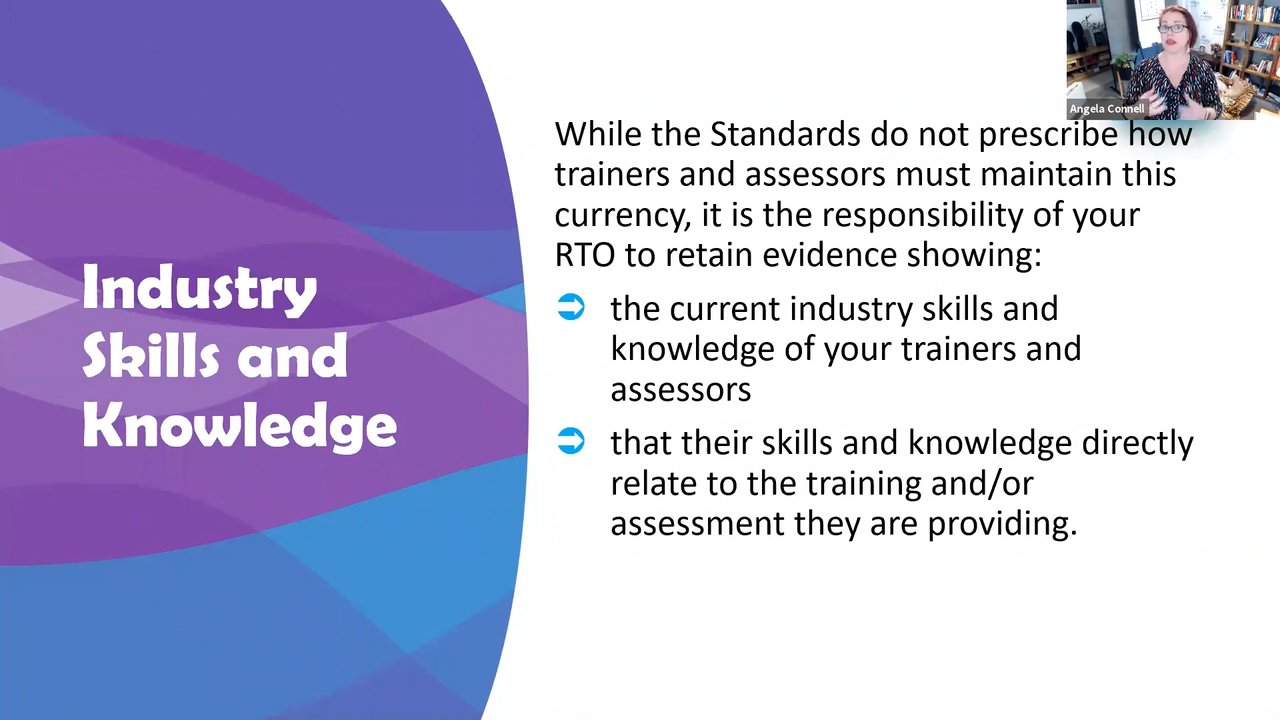 Industry
Skills and
Knowledge
Angela Connell
While the Standards do not prescribe how
trainers and assessors must maintain this
currency, it is the responsibility of your
RTO to retain evidence showing:
the current industry skills and
knowledge of your trainers and
assessors
that their skills and knowledge directly
relate to the training and/or
assessment they are providing.